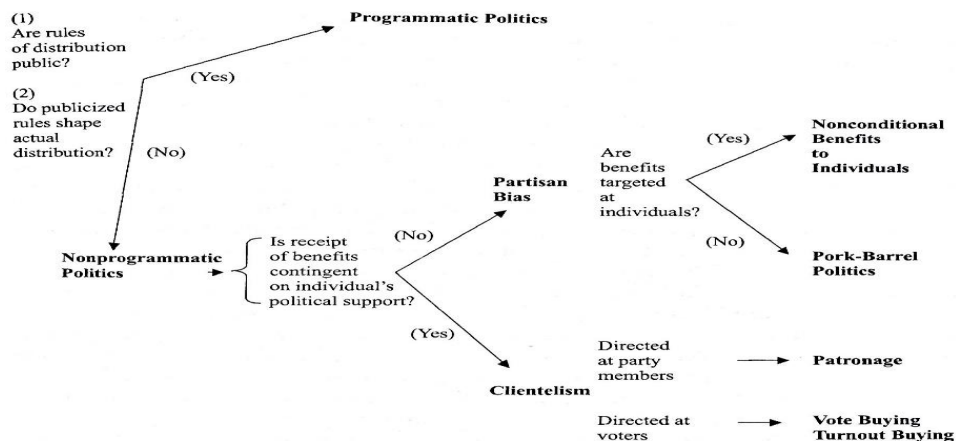 (1)
Are rules
of distribution
public?
Programmatic Politics
(Yes)
(2)
Do publicized
rules shape
actual
distribution?
(No)
Nonprogrammatic
Politics
Is receipt
of benefits
contingent
on individual's
political support?
(No)
Partisan
Bias
Are
benefits
targeted
at
individuals?
(Yes)
Nonconditional
Benefits
to
Individuals
(No)
Pork-Barrel
Politics
(Yes)
Clientelism
Directed
at party
members
Patronage
Directed at
voters
Vote Buying
Turnout Buying